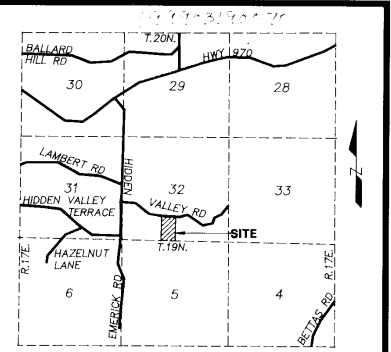 T.20N.
BALLARD
HILL RD
HWY 970
30
29
28
LAMBERT RD
HIDDEN
31
32
33
HIDDEN VALLEY
TERRACE
VALLEY RD
SITE
HAZELNUT
LANE
T.19N.
R.17E.
R.17E.
6
5
4
EMERICK RD
BETTAS RD
N